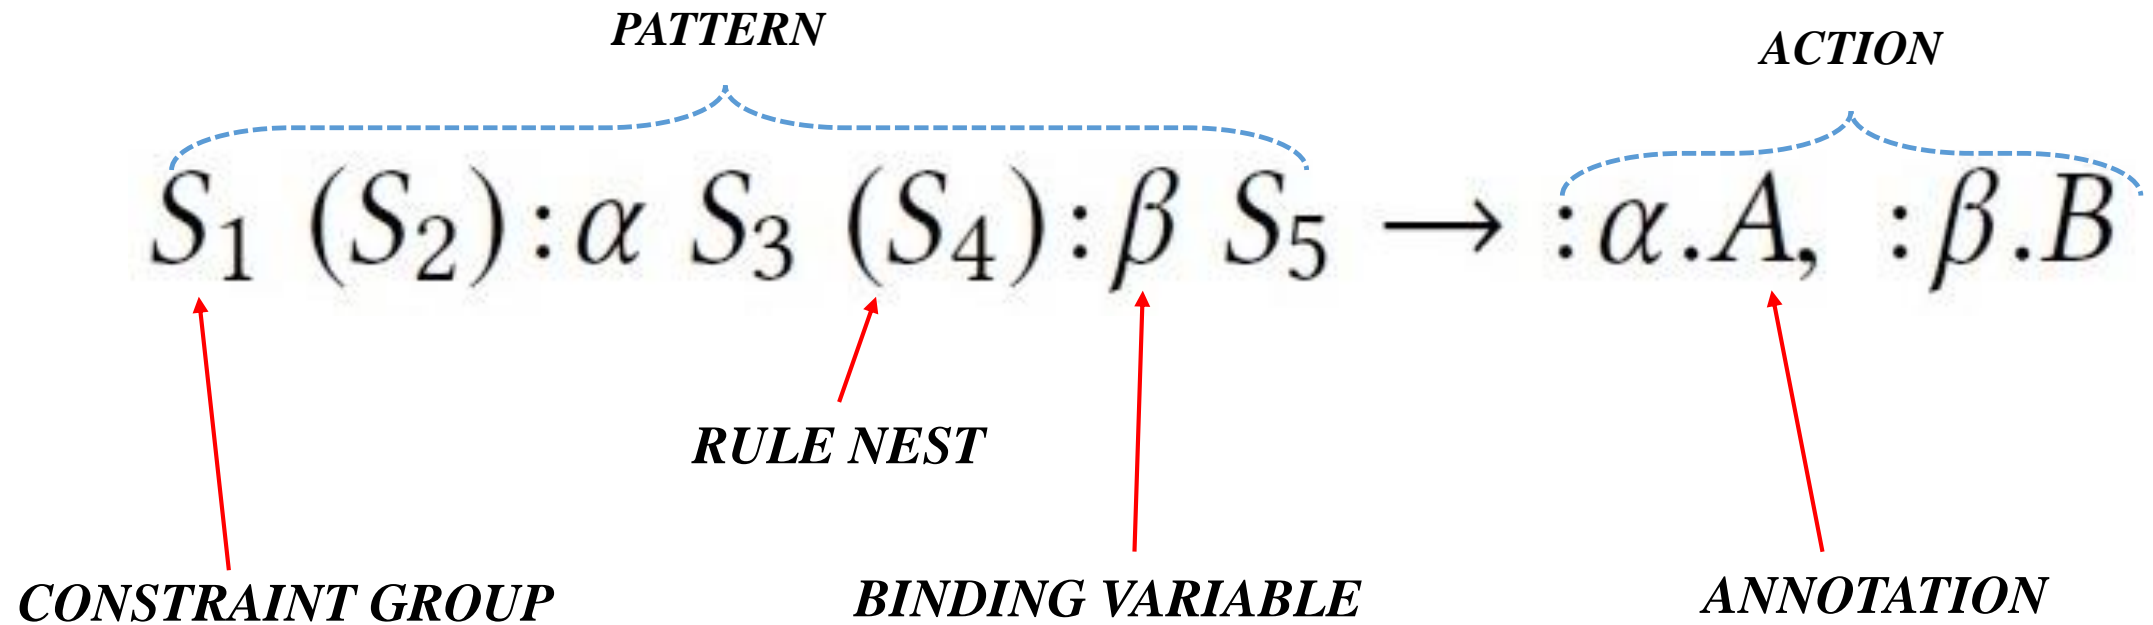 PATTERN
ACTION
S₁ (S₂):α S₃ (S₄):β S₅ → :α.A, :β.B
RULE NEST
CONSTRAINT GROUP
BINDING VARIABLE
ANNOTATION